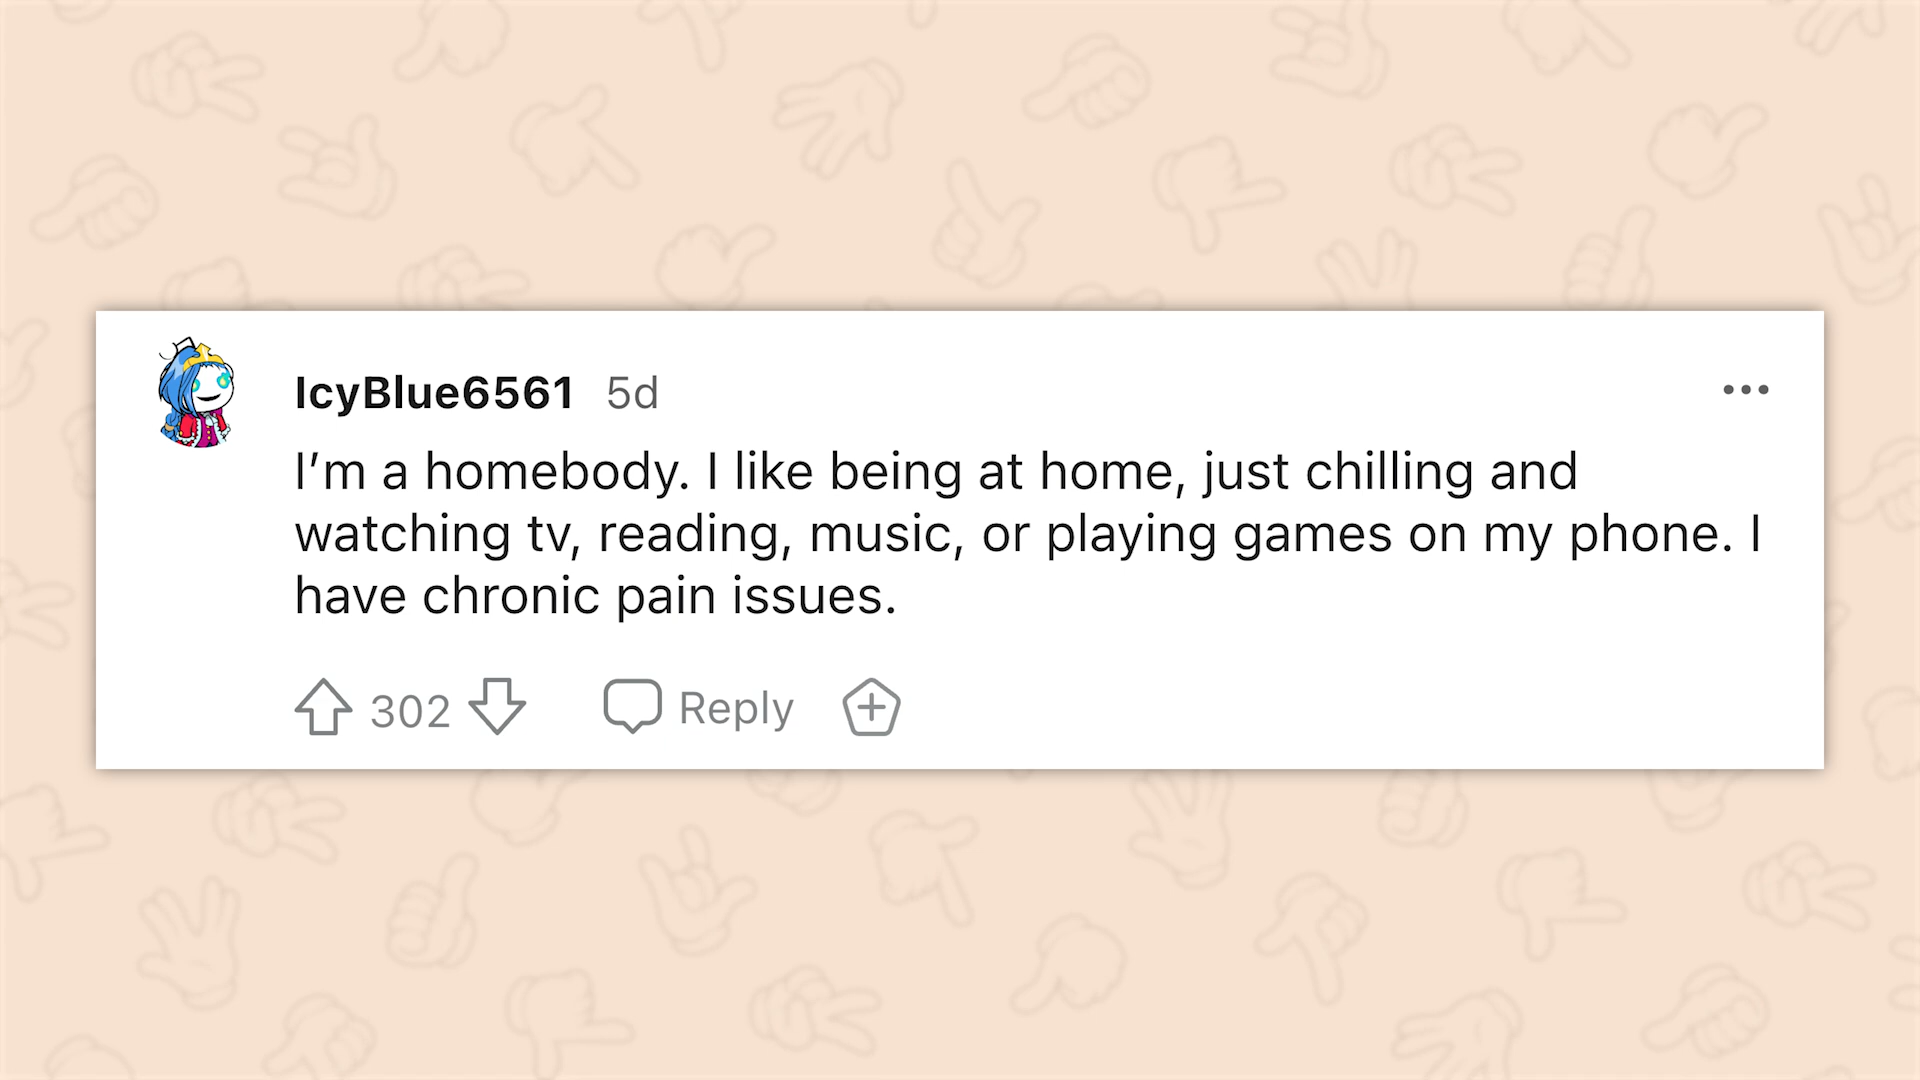 IcyBlue6561 5d
I’m a homebody. I like being at home, just chilling and
watching tv, reading, music, or playing games on my phone. I
have chronic pain issues.
302 Reply